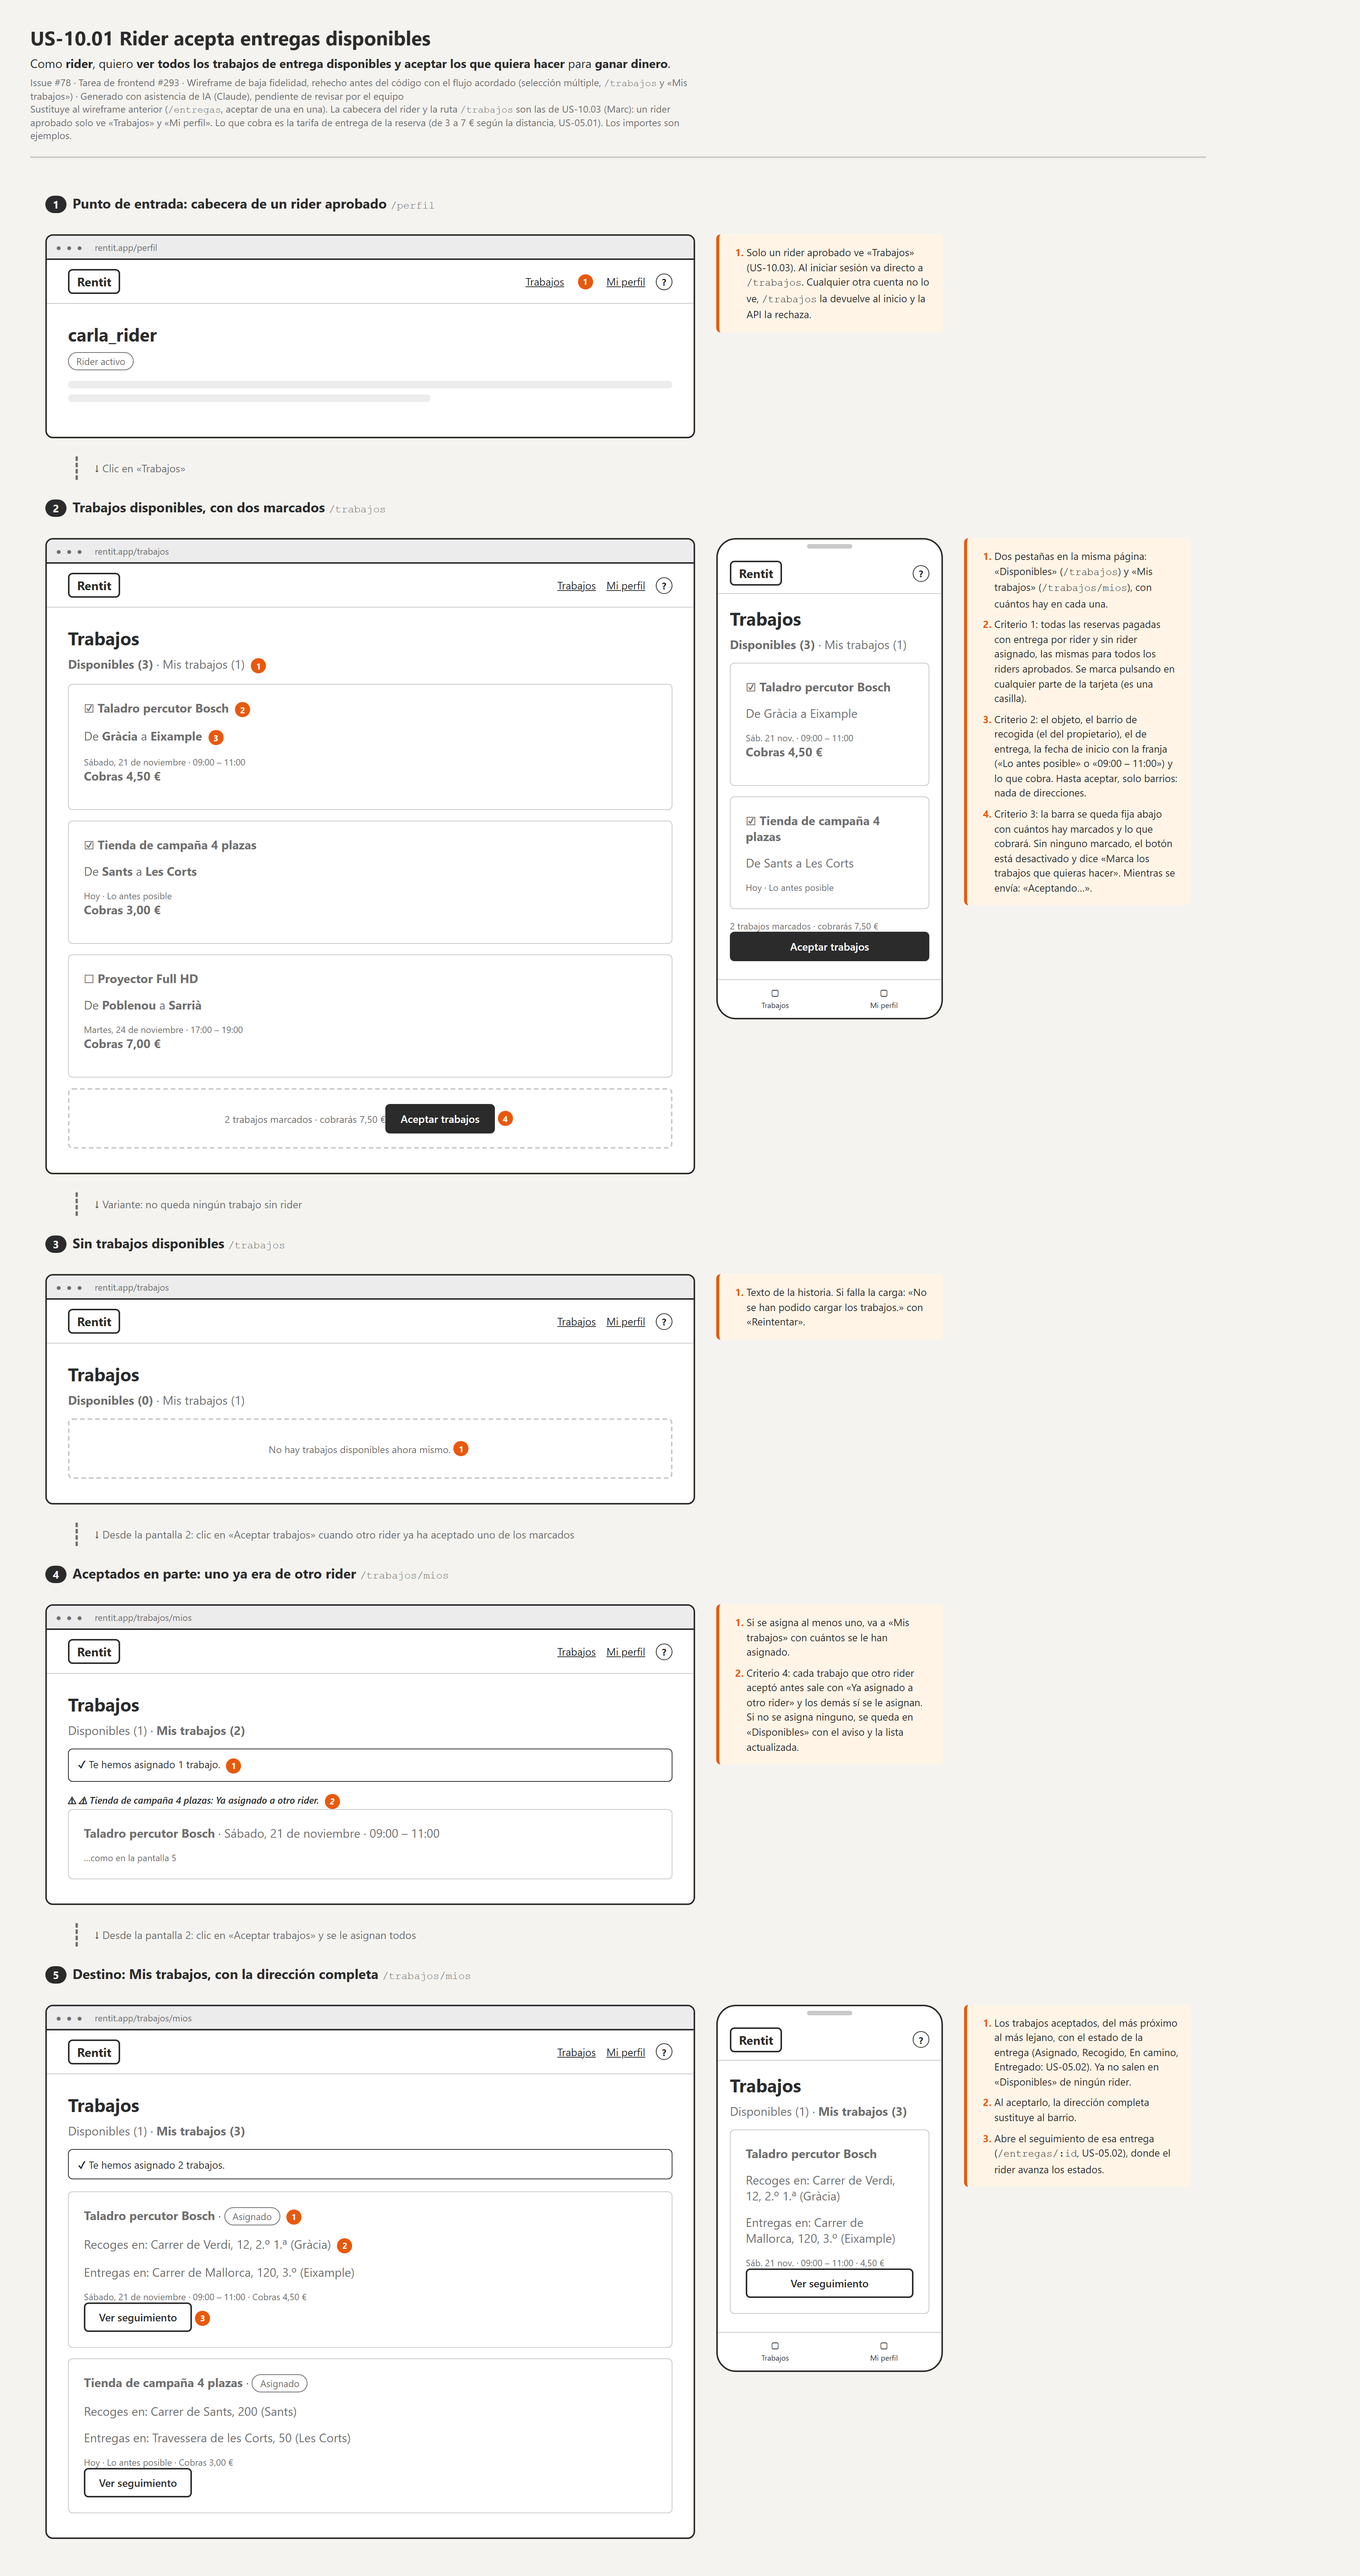 US-10.01 Rider acepta entregas disponibles
Como rider, quiero ver todos los trabajos de entrega disponibles y aceptar los que quiera hacer para ganar dinero.
Issue #78 · Tarea de frontend #293 · Wireframe de baja fidelidad, rehecho antes del código con el flujo acordado (selección múltiple, /trabajos y «Mis
trabajos») · Generado con asistencia de IA (Claude), pendiente de revisar por el equipo
Sustituye al wireframe anterior (/entregas, aceptar de una en una). La cabecera del rider y la ruta /trabajos son las de US-10.03 (Marc): un rider
aprobado solo ve «Trabajos» y «Mi perfil». Lo que cobra es la tarifa de entrega de la reserva (de 3 a 7 € según la distancia, US-05.01). Los importes son
ejemplos.
1 Punto de entrada: cabecera de un rider aprobado /perfil
rentit.app/perfil
Rentit
Trabajos 1 Mi perfil ?
carla_rider
Rider activo
1. Solo un rider aprobado ve «Trabajos»
(US-10.03). Al iniciar sesión va directo a
/trabajos. Cualquier otra cuenta no lo
ve, /trabajos la devuelve al inicio y la
API la rechaza.
↓ Clic en «Trabajos»
2 Trabajos disponibles, con dos marcados /trabajos
rentit.app/trabajos
Rentit
Trabajos Mi perfil ?
Trabajos
Disponibles (3) · Mis trabajos (1) 1
☑ Taladro percutor Bosch 2
De Gràcia a Eixample 3
Sábado, 21 de noviembre · 09:00 – 11:00
Cobras 4,50 €
☑ Tienda de campaña 4 plazas
De Sants a Les Corts
Hoy · Lo antes posible
Cobras 3,00 €
☐ Proyector Full HD
De Poblenou a Sarrià
Martes, 24 de noviembre · 17:00 – 19:00
Cobras 7,00 €
2 trabajos marcados · cobrarás 7,50 € Aceptar trabajos 4
Rentit ?
Trabajos
Disponibles (3) · Mis trabajos (1)
☑ Taladro percutor Bosch
De Gràcia a Eixample
Sáb. 21 nov. · 09:00 – 11:00
Cobras 4,50 €
☑ Tienda de campaña 4
plazas
De Sants a Les Corts
Hoy · Lo antes posible
2 trabajos marcados · cobrarás 7,50 €
Aceptar trabajos
Trabajos Mi perfil
1. Dos pestañas en la misma página:
«Disponibles» (/trabajos) y «Mis
trabajos» (/trabajos/mios), con
cuántos hay en cada una.
2. Criterio 1: todas las reservas pagadas
con entrega por rider y sin rider
asignado, las mismas para todos los
riders aprobados. Se marca pulsando en
cualquier parte de la tarjeta (es una
casilla).
3. Criterio 2: el objeto, el barrio de
recogida (el del propietario), el de
entrega, la fecha de inicio con la franja
(«Lo antes posible» o «09:00 – 11:00») y
lo que cobra. Hasta aceptar, solo barrios:
nada de direcciones.
4. Criterio 3: la barra se queda fija abajo
con cuántos hay marcados y lo que
cobrará. Sin ninguno marcado, el botón
está desactivado y dice «Marca los
trabajos que quieras hacer». Mientras se
envía: «Aceptando…».
↓ Variante: no queda ningún trabajo sin rider
3 Sin trabajos disponibles /trabajos
rentit.app/trabajos
Rentit
Trabajos Mi perfil ?
Trabajos
Disponibles (0) · Mis trabajos (1)
No hay trabajos disponibles ahora mismo. 1
1. Texto de la historia. Si falla la carga: «No
se han podido cargar los trabajos.» con
«Reintentar».
↓ Desde la pantalla 2: clic en «Aceptar trabajos» cuando otro rider ya ha aceptado uno de los marcados
4 Aceptados en parte: uno ya era de otro rider /trabajos/mios
rentit.app/trabajos/mios
Rentit
Trabajos Mi perfil ?
Trabajos
Disponibles (1) · Mis trabajos (2)
✓ Te hemos asignado 1 trabajo. 1
⚠ ⚠ Tienda de campaña 4 plazas: Ya asignado a otro rider. 2
Taladro percutor Bosch · Sábado, 21 de noviembre · 09:00 – 11:00
…como en la pantalla 5
1. Si se asigna al menos uno, va a «Mis
trabajos» con cuántos se le han
asignado.
2. Criterio 4: cada trabajo que otro rider
aceptó antes sale con «Ya asignado a
otro rider» y los demás sí se le asignan.
Si no se asigna ninguno, se queda en
«Disponibles» con el aviso y la lista
actualizada.
↓ Desde la pantalla 2: clic en «Aceptar trabajos» y se le asignan todos
5 Destino: Mis trabajos, con la dirección completa /trabajos/mios
rentit.app/trabajos/mios
Rentit
Trabajos Mi perfil ?
Trabajos
Disponibles (1) · Mis trabajos (3)
✓ Te hemos asignado 2 trabajos.
Taladro percutor Bosch · Asignado 1
Recoges en: Carrer de Verdi, 12, 2.º 1.ª (Gràcia) 2
Entregas en: Carrer de Mallorca, 120, 3.º (Eixample)
Sábado, 21 de noviembre · 09:00 – 11:00 · Cobras 4,50 €
Ver seguimiento 3
Tienda de campaña 4 plazas · Asignado
Recoges en: Carrer de Sants, 200 (Sants)
Entregas en: Travessera de les Corts, 50 (Les Corts)
Hoy · Lo antes posible · Cobras 3,00 €
Ver seguimiento
Rentit ?
Trabajos
Disponibles (1) · Mis trabajos (3)
Taladro percutor Bosch
Recoges en: Carrer de Verdi,
12, 2.º 1.ª (Gràcia)
Entregas en: Carrer de
Mallorca, 120, 3.º (Eixample)
Sáb. 21 nov. · 09:00 – 11:00 · 4,50 €
Ver seguimiento
Trabajos Mi perfil
1. Los trabajos aceptados, del más próximo
al más lejano, con el estado de la
entrega (Asignado, Recogido, En camino,
Entregado: US-05.02). Ya no salen en
«Disponibles» de ningún rider.
2. Al aceptarlo, la dirección completa
sustituye al barrio.
3. Abre el seguimiento de esa entrega
(/entregas/:id, US-05.02), donde el
rider avanza los estados.